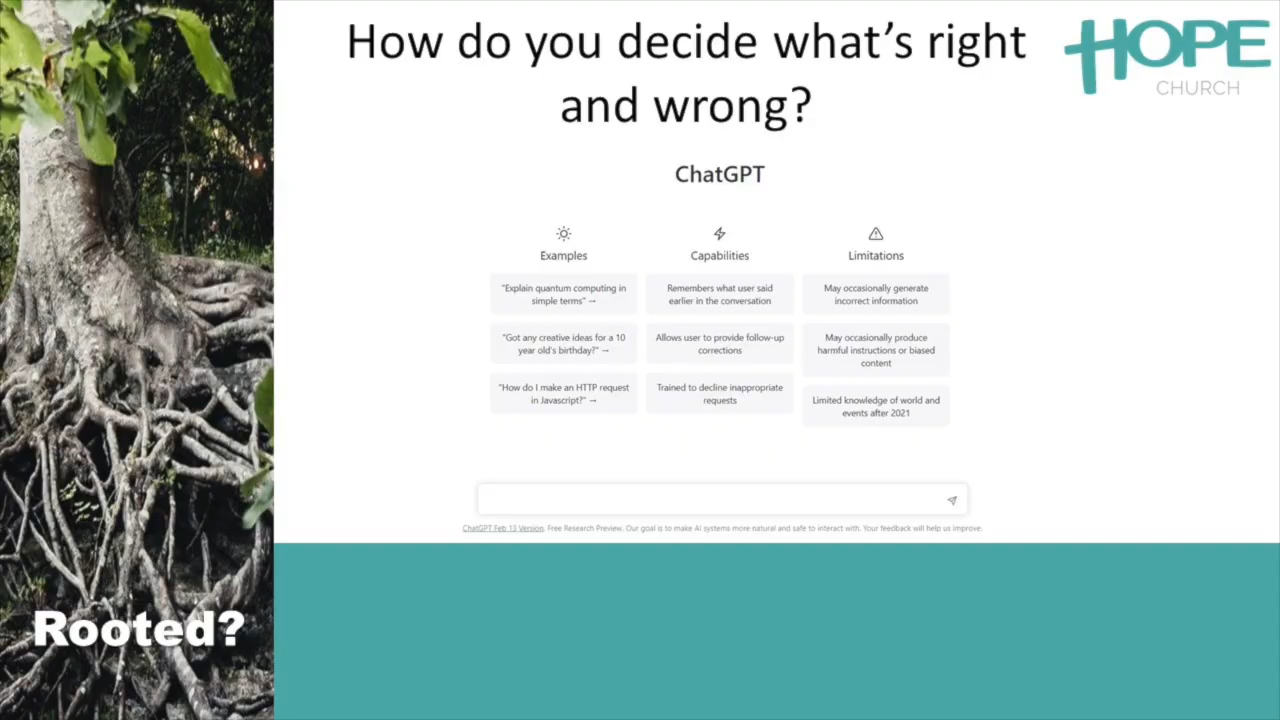 How do you decide what's right
and wrong?
HOPE
CHURCH
ChatGPT
Examples
"Explain quantum computing in
simple terms" →
"Got any creative ideas for a 10
year old's birthday?" →
"How do I make an HTTP request
in Javascript?" →
Capabilities
Remembers what user said
earlier in the conversation
Allows user to provide follow-up
corrections
Trained to decline inappropriate
requests
Limitations
May occasionally generate
incorrect information
May occasionally produce
harmful instructions or biased
content
Limited knowledge of world and
events after 2021
ChatGPT Feb 13 Version. Free Research Preview. Our goal is to make AI systems more natural and safe to interact with. Your feedback will help us improve.
Rooted?